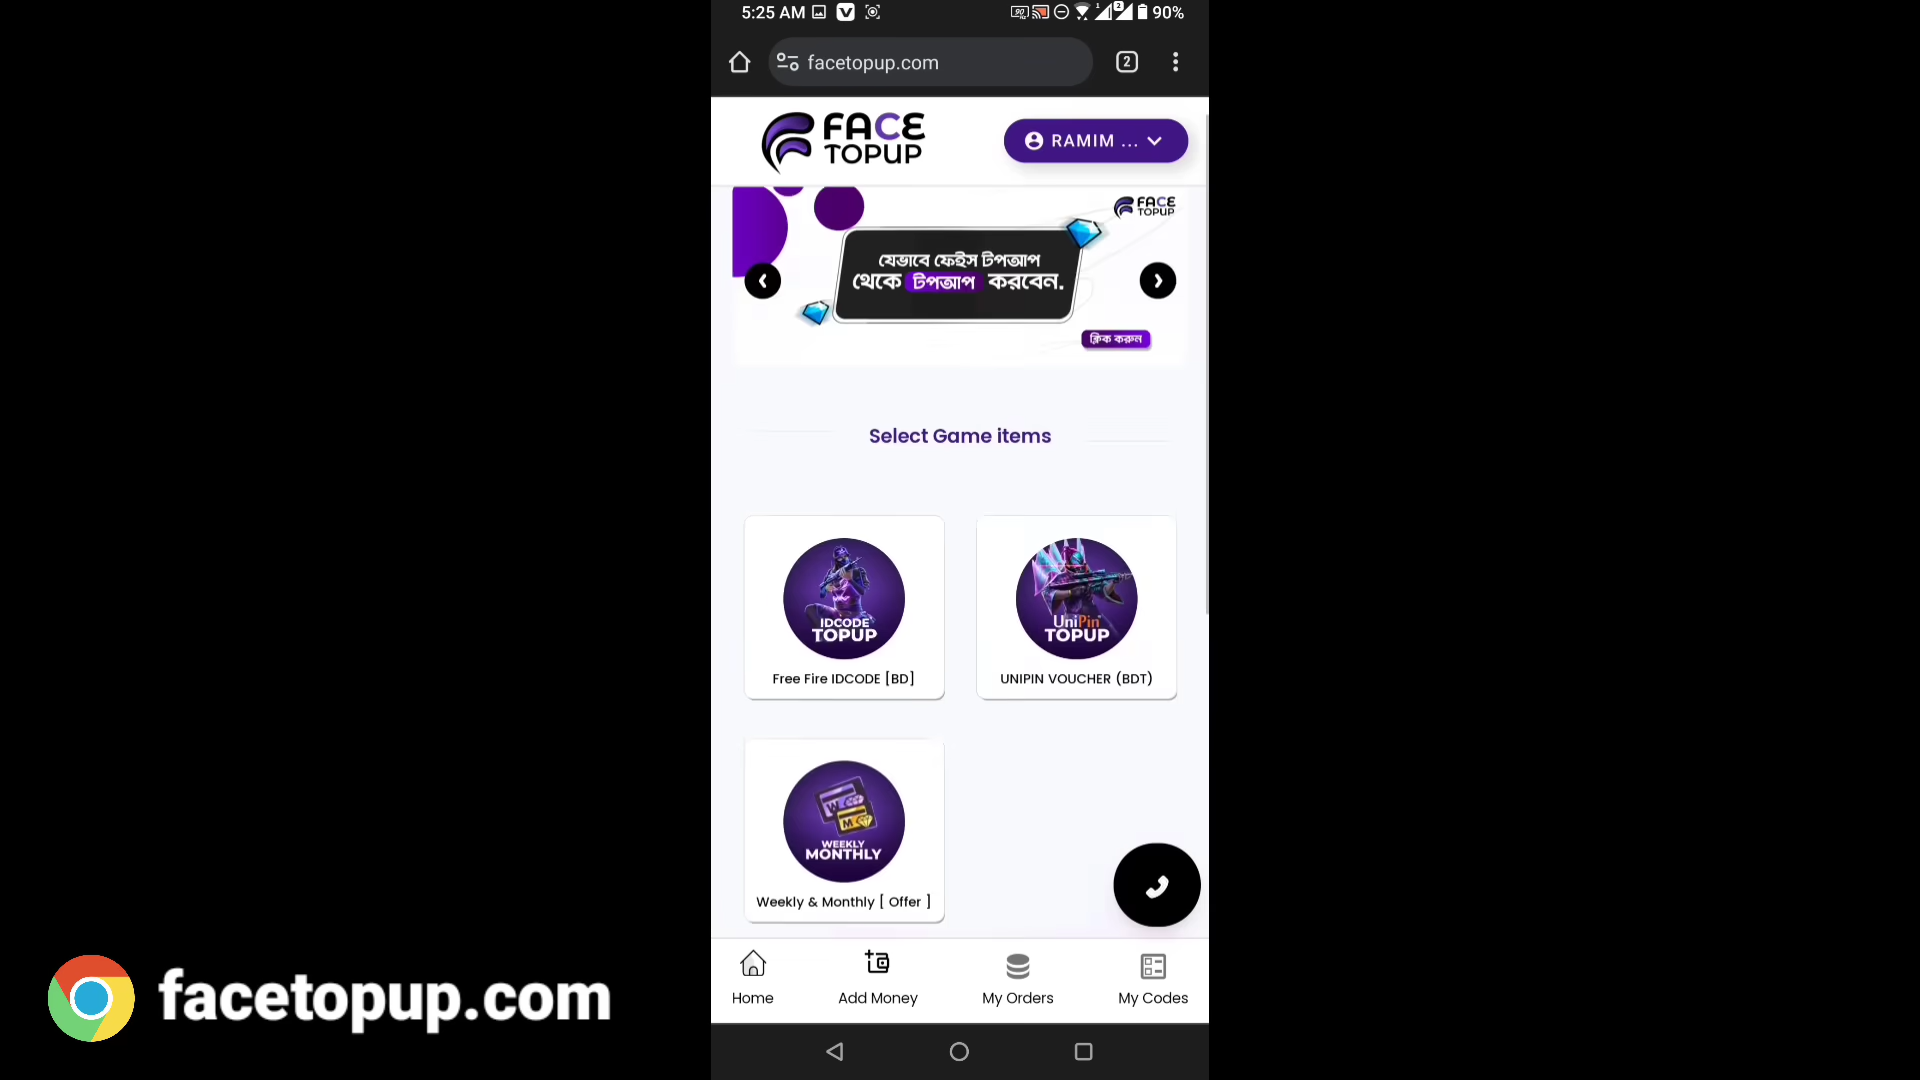 5:25 AM
90%
facetopup.com
2
FACE
TOPUP
RAMIM ...
FACE
TOPUP
যেভাবে ফেইস টপআপ
থেকে টপআপ করবেন.
ক্লিক করুন
Select Game items
IDCODE
TOPUP
Free Fire IDCODE [BD]
UniPin
TOPUP
UNIPIN VOUCHER (BDT)
WEEKLY
MONTHLY
Weekly & Monthly [ Offer ]
Home
Add Money
My Orders
My Codes
facetopup.com